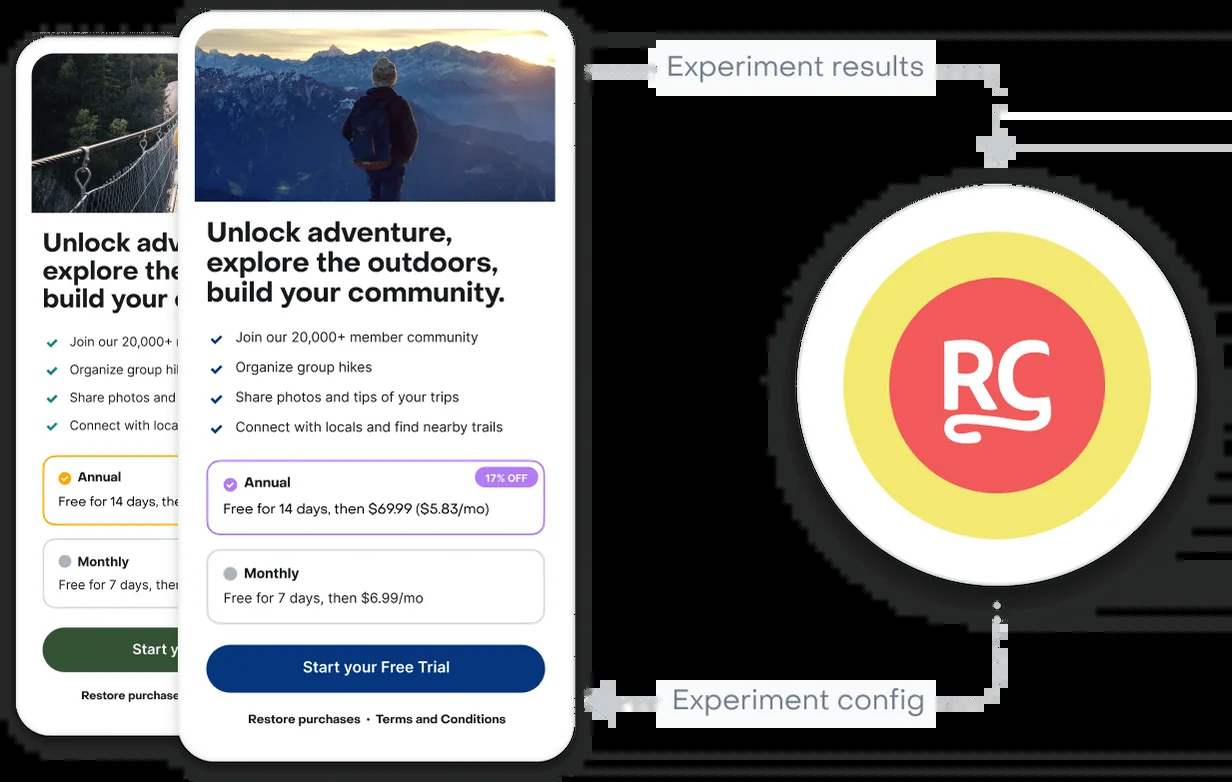 Unlock adv
explore the
build your
Join our 20,000+
Organize group hi
Share photos and
Connect with loca
Annual
Free for 14 days, the
Monthly
Free for 7 days, then
Start y
Restore purchase
Unlock adventure,
explore the outdoors,
build your community.
Join our 20,000+ member community
Organize group hikes
Share photos and tips of your trips
Connect with locals and find nearby trails
Annual
17% OFF
Free for 14 days, then $69.99 ($5.83/mo)
Monthly
Free for 7 days, then $6.99/mo
Start your Free Trial
Restore purchases · Terms and Conditions
Experiment results
RC
Experiment config